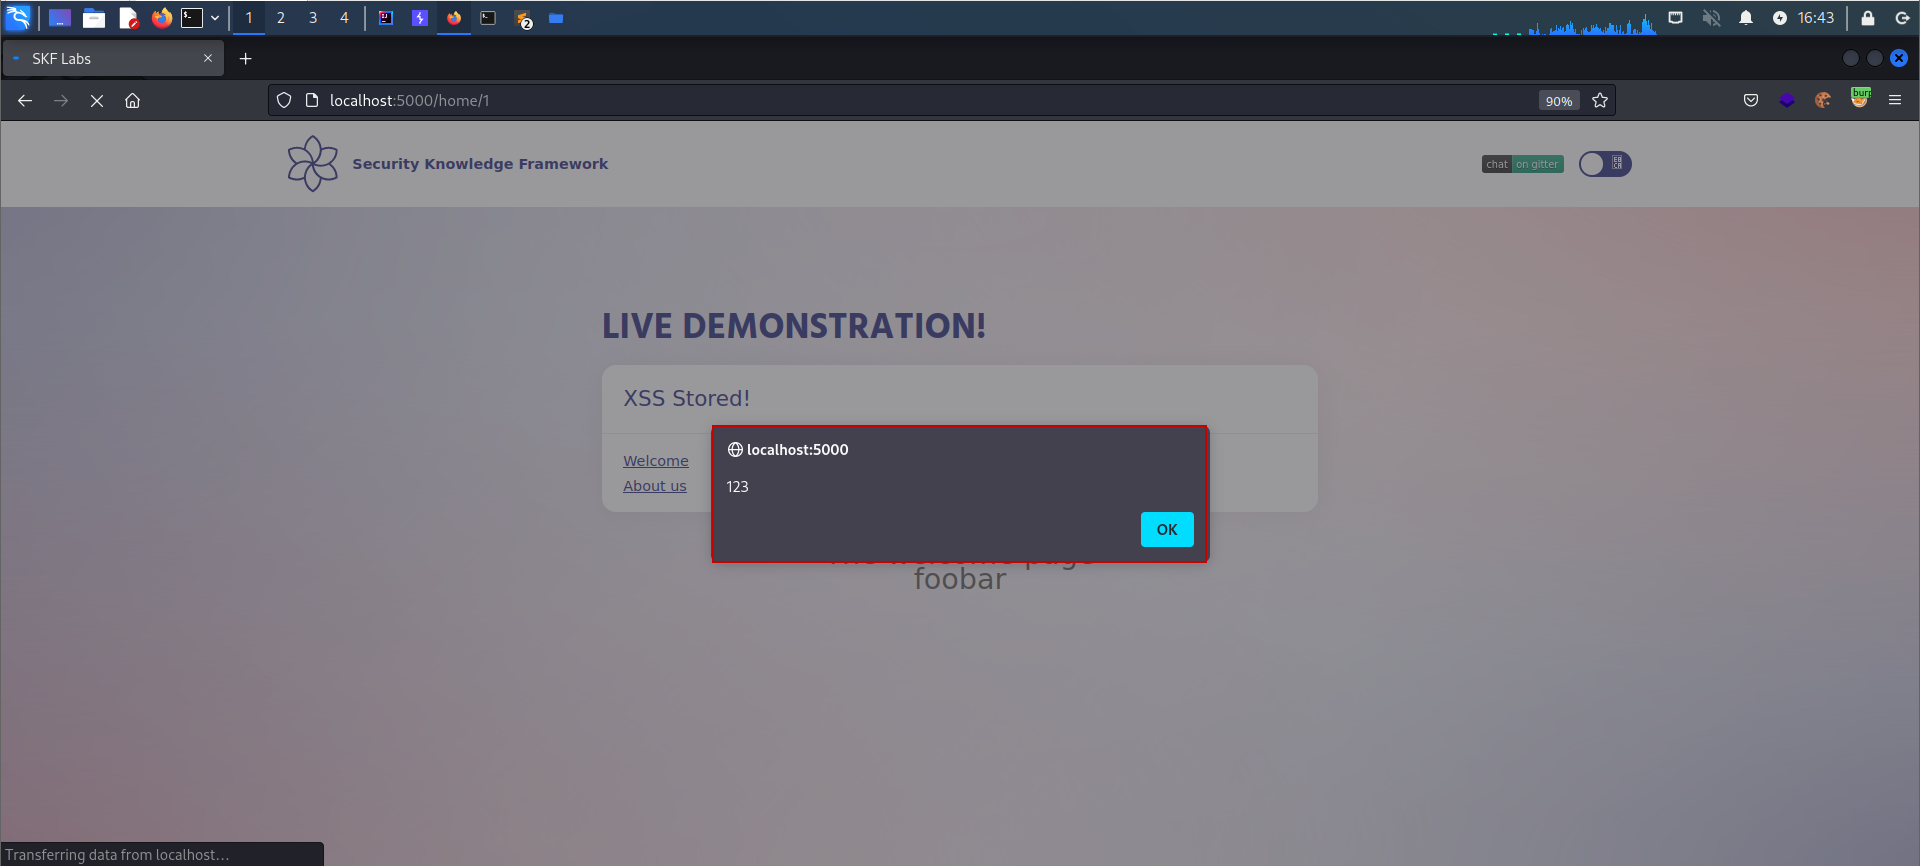 1 2 3 4
2
16:43
SKF Labs
localhost:5000/home/1
90%
burp
Security Knowledge Framework
chat on gitter
LIVE DEMONSTRATION!
XSS Stored!
Welcome
About us
localhost:5000
123
OK
foobar
Transferring data from localhost…